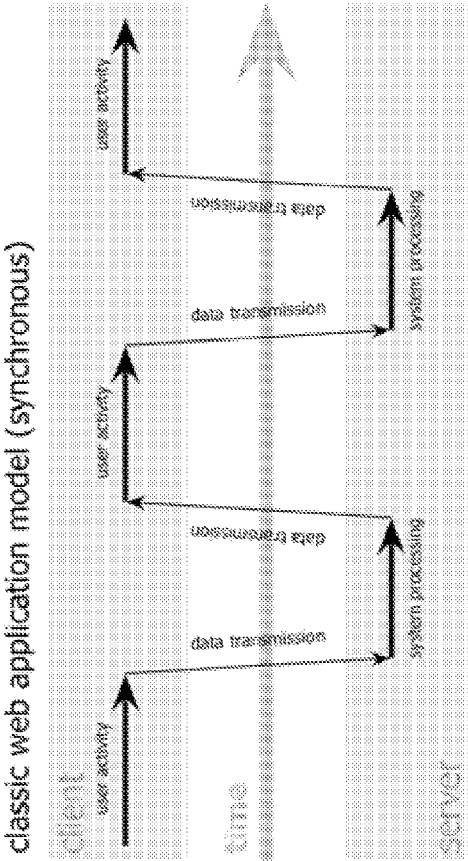 classic web application model (synchronous)
client
user activity
user activity
user activity
data transmission
data transmission
data transmission
data transmission
time
system processing
system processing
server